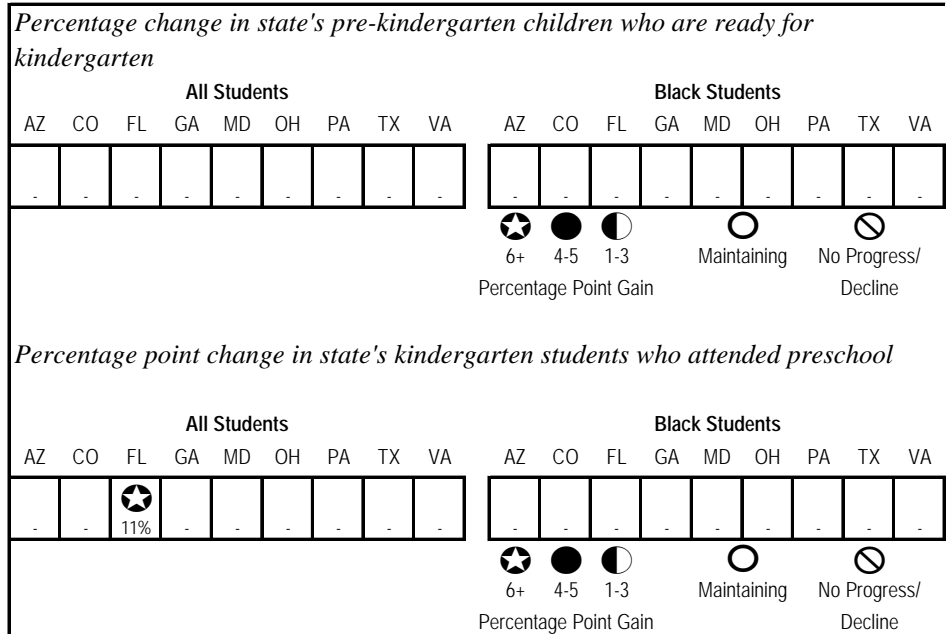 Percentage change in state's pre-kindergarten children who are ready for
kindergarten
All Students
Black Students
AZ CO FL GA MD OH PA TX VA
AZ CO FL GA MD OH PA TX VA
- - - - - - - - -
- - - - - - - - -
6+ 4-5 1-3 Maintaining No Progress/
Percentage Point Gain Decline
Percentage point change in state's kindergarten students who attended preschool
All Students
Black Students
AZ CO FL GA MD OH PA TX VA
AZ CO FL GA MD OH PA TX VA
- - 11% - - - - - -
- - - - - - - - -
6+ 4-5 1-3 Maintaining No Progress/
Percentage Point Gain Decline